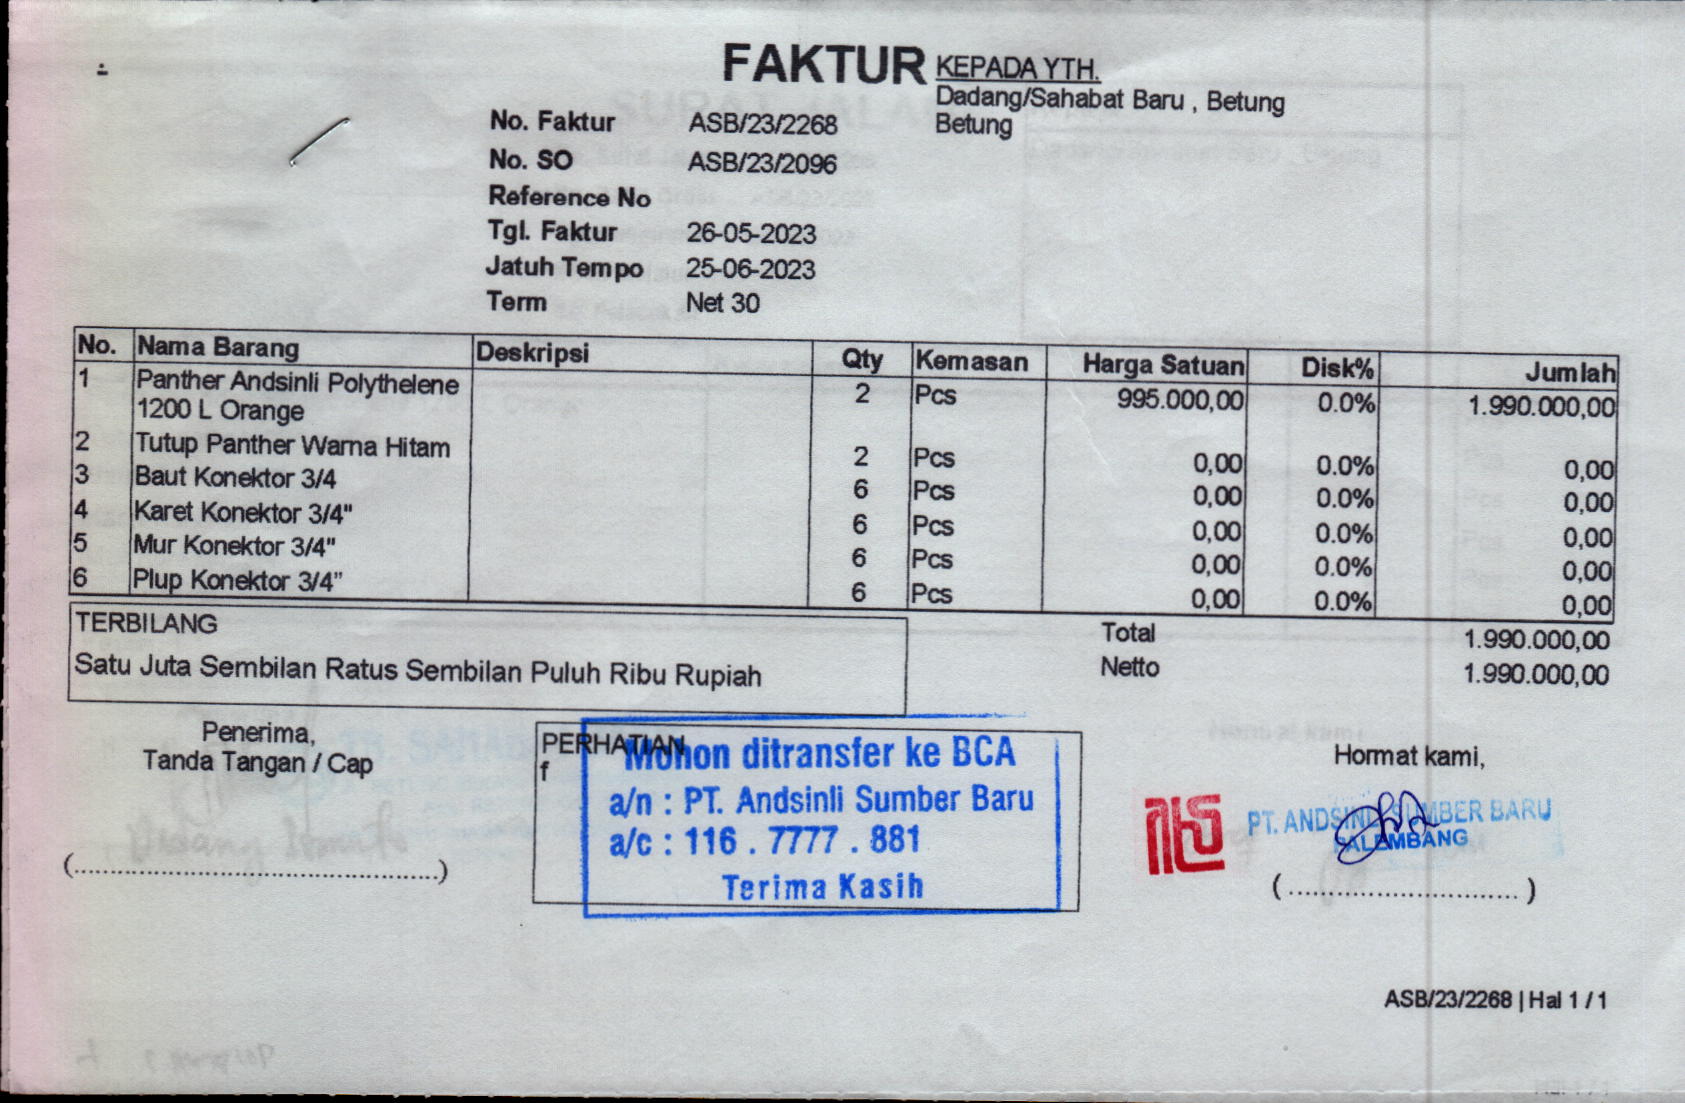 FAKTUR
KEPADA YTH.
Dadang/Sahabat Baru , Betung
Betung
No. Faktur ASB/23/2268
No. SO ASB/23/2096
Reference No
Tgl. Faktur 26-05-2023
Jatuh Tempo 25-06-2023
Term Net 30
No. Nama Barang Deskripsi Qty Kemasan Harga Satuan Disk% Jumlah
1 Panther Andsinli Polythelene 2 Pcs 995.000,00 0.0% 1.990.000,00
1200 L Orange
2 Tutup Panther Warna Hitam 2 Pcs 0,00 0.0% 0,00
3 Baut Konektor 3/4 6 Pcs 0,00 0.0% 0,00
4 Karet Konektor 3/4" 6 Pcs 0,00 0.0% 0,00
5 Mur Konektor 3/4" 6 Pcs 0,00 0.0% 0,00
6 Plup Konektor 3/4" 6 Pcs 0,00 0.0% 0,00
TERBILANG
Satu Juta Sembilan Ratus Sembilan Puluh Ribu Rupiah
Total 1.990.000,00
Netto 1.990.000,00
Penerima,
Tanda Tangan / Cap
(..........................................)
PERHATIAN
f
Mohon ditransfer ke BCA
a/n : PT. Andsinli Sumber Baru
a/c : 116 . 7777 . 881
Terima Kasih
Hormat kami,
PT. ANDSINLI SUMBER BARU
PALEMBANG
(..........................)
ASB/23/2268 | Hal 1 / 1